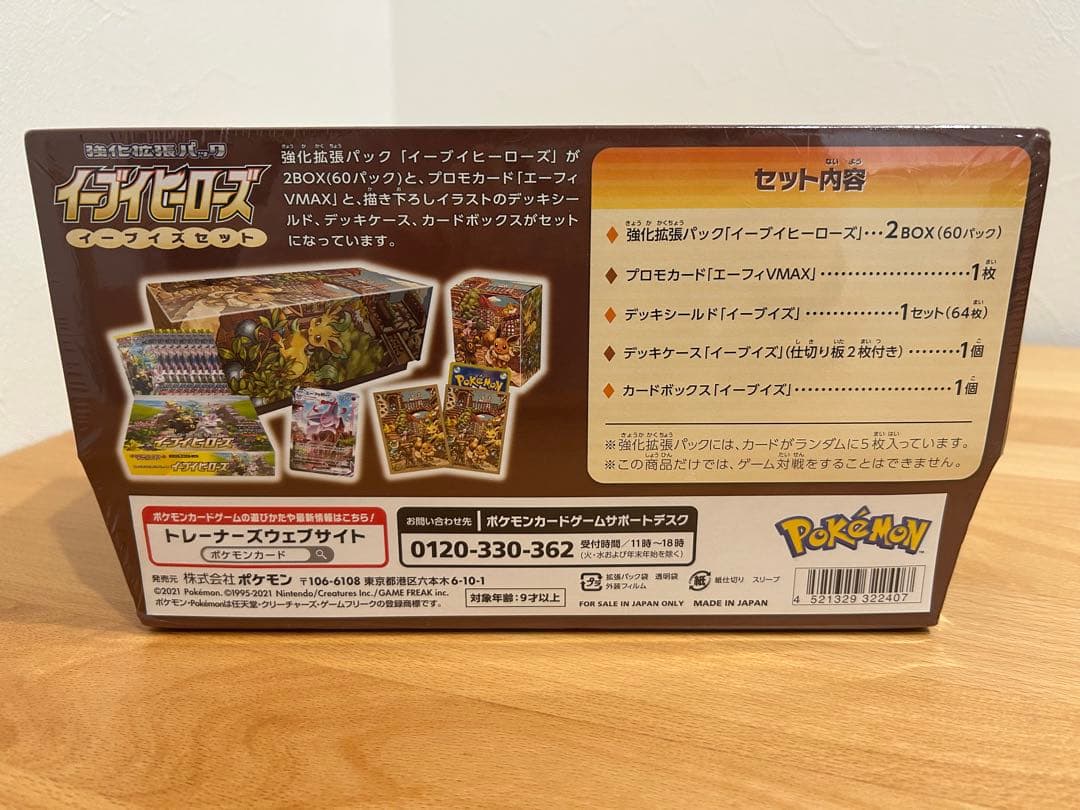 強化拡張パック
イーブイヒーローズ
イーブイズセット
強化拡張パック「イーブイヒーローズ」が
2BOX(60パック)と、プロモカード「エーフィ
VMAX」と、描き下ろしイラストのデッキシー
ルド、デッキケース、カードボックスがセット
になっています。
イーブイヒーローズ
イーブイヒーローズ
POKÉMON
セット内容
強化拡張パック「イーブイヒーローズ」…2BOX(60パック)
プロモカード「エーフィVMAX」…………………1枚
デッキシールド「イーブイズ」…………1セット(64枚)
デッキケース「イーブイズ」(仕切り板2枚付き)………1個
カードボックス「イーブイズ」……………………1個
※強化拡張パックには、カードがランダムに5枚入っています。
※この商品だけでは、ゲーム対戦をすることはできません。
ポケモンカードゲームの遊びかたや最新情報はこちら!
トレーナーズウェブサイト
ポケモンカード
お問い合わせ先 ポケモンカードゲームサポートデスク
0120-330-362 受付時間/11時〜18時
(火・水および年末年始を除く)
発売元 株式会社ポケモン 〒106-6108 東京都港区六本木6-10-1
©2021 Pokémon. ©1995-2021 Nintendo/Creatures Inc./GAME FREAK inc.
ポケモン・Pokémonは任天堂・クリーチャーズ・ゲームフリークの登録商標です。
対象年齢:9才以上
プラ 拡張パック袋 透明袋
外装フィルム
紙 紙仕切り スリーブ
FOR SALE IN JAPAN ONLY MADE IN JAPAN
POKÉMON
TM
4 521329 322407